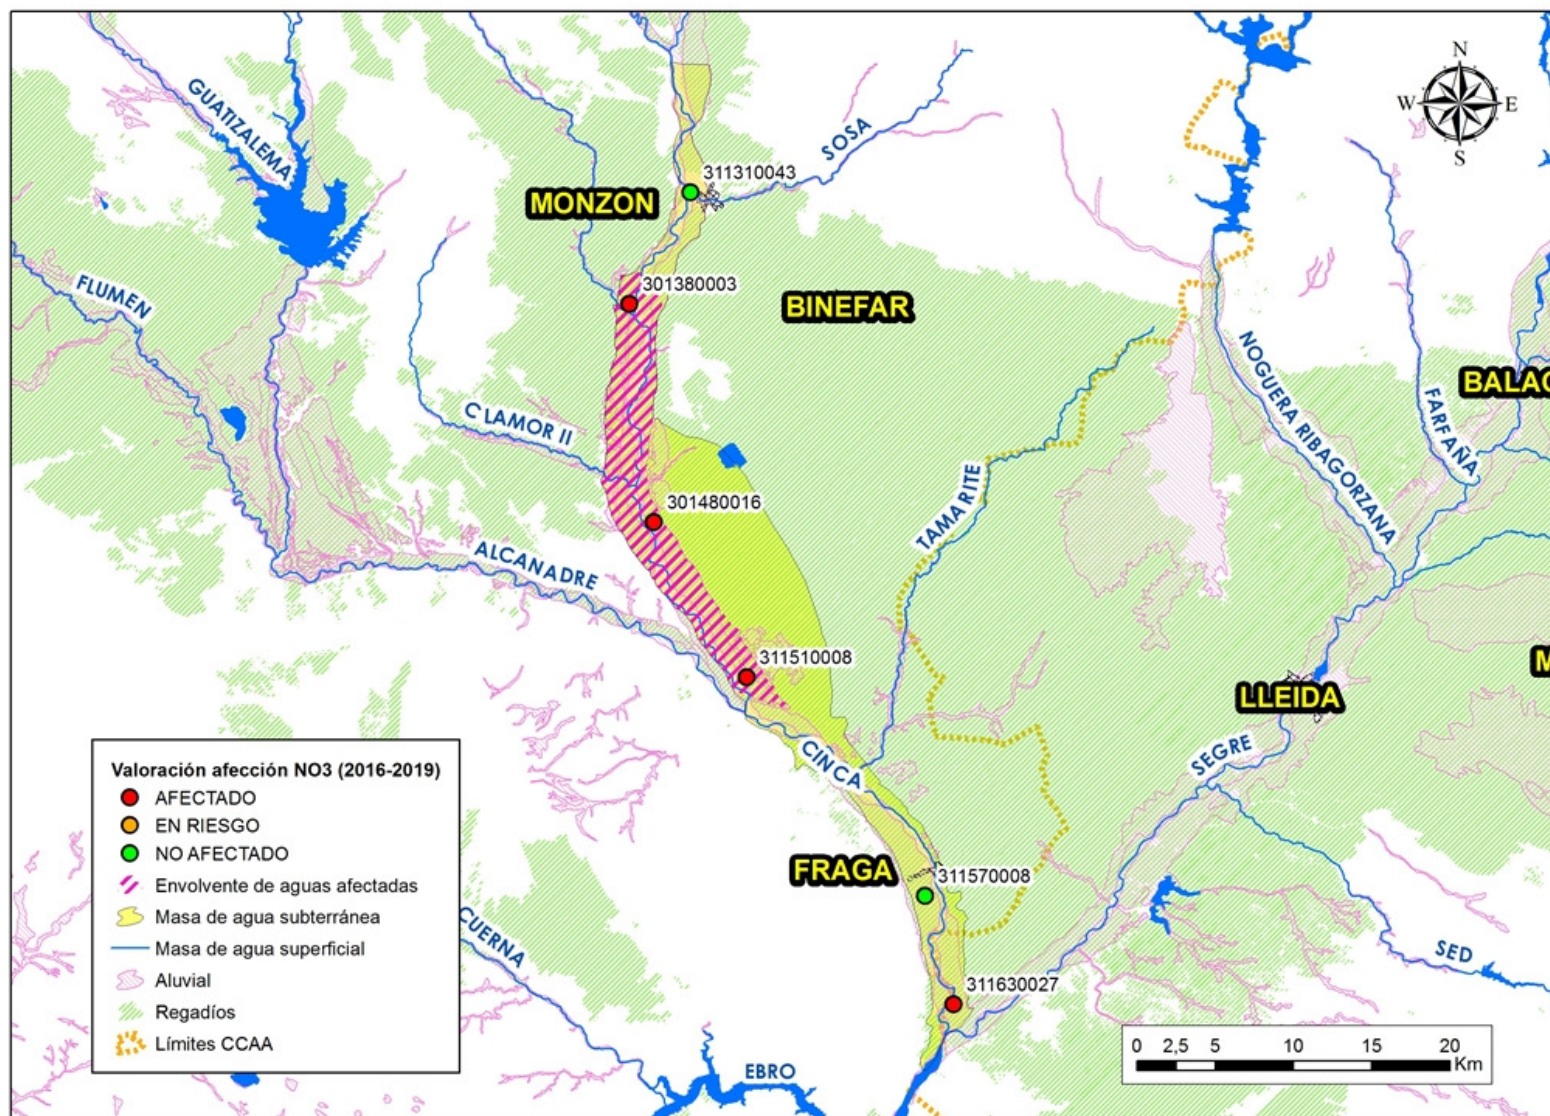 N
W
E
S
GUATIZALEMA
SOSA
311310043
MONZON
FLUMEN
301380003
BINEFAR
NOGUERA RIBAGORZANA
FARFAÑA
BALAG
CLAMOR II
TAMARITE
301480016
ALCANADRE
311510008
M
LLEIDA
CINCA
SEGRE
FRAGA
311570008
CUERNA
SED
311630027
EBRO
Valoración afección NO3 (2016-2019)
AFECTADO
EN RIESGO
NO AFECTADO
Envolvente de aguas afectadas
Masa de agua subterránea
Masa de agua superficial
Aluvial
Regadíos
Límites CCAA
0 2,5 5 10 15 20
Km